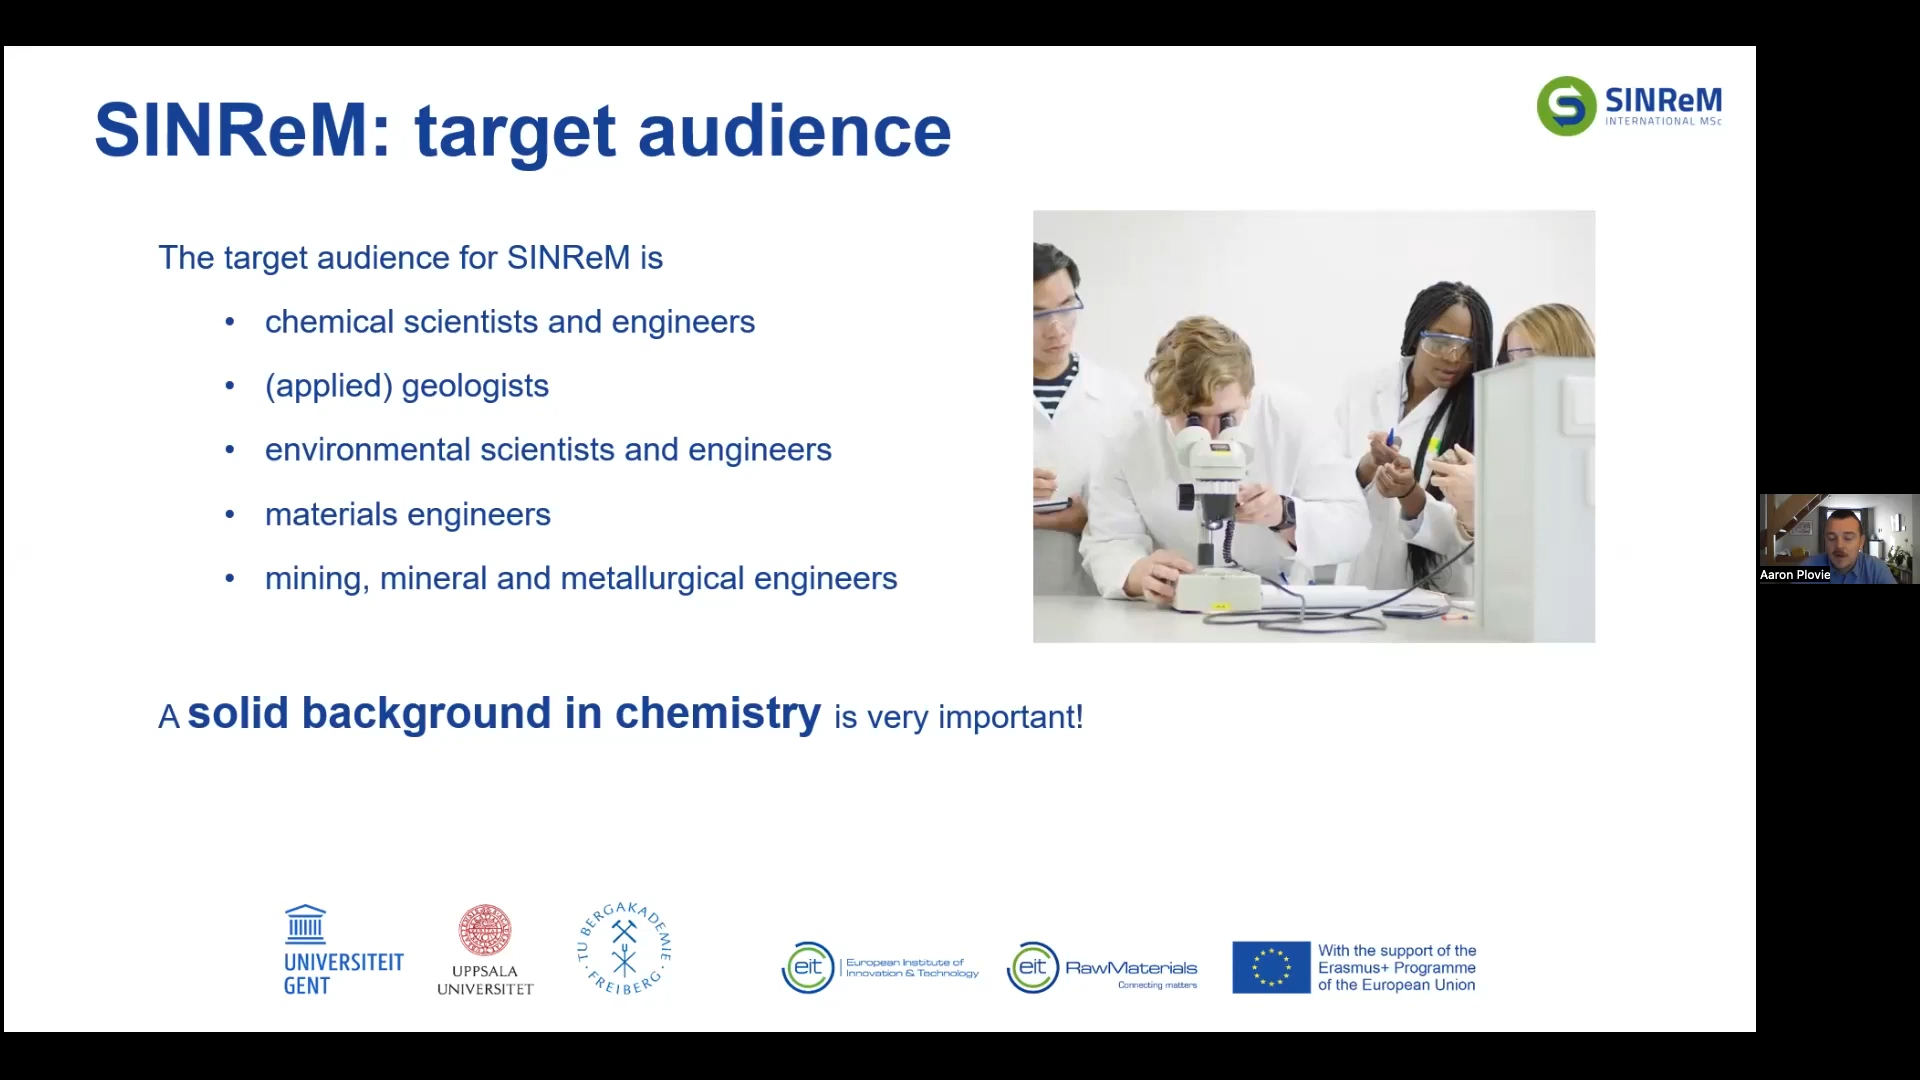 SINReM: target audience
SINReM
INTERNATIONAL MSc
The target audience for SINReM is
• chemical scientists and engineers
• (applied) geologists
• environmental scientists and engineers
• materials engineers
• mining, mineral and metallurgical engineers
A solid background in chemistry is very important!
Aaron Plovie
UNIVERSITEIT
GENT
UPPSALA
UNIVERSITET
TU BERGAKADEMIE
FREIBERG
eit
European Institute of
Innovation & Technology
eit
RawMaterials
Connecting matters
With the support of the
Erasmus+ Programme
of the European Union